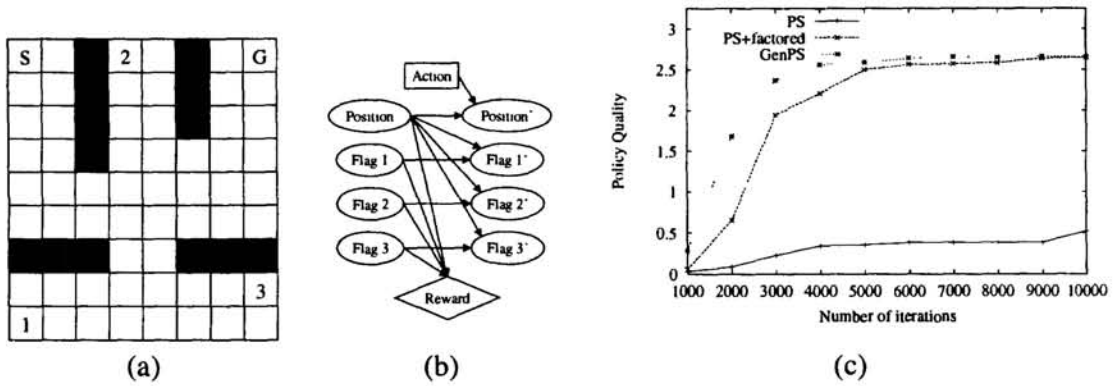 S 2 G
3
1
(a)
Action
Position Position'
Flag 1 Flag 1'
Flag 2 Flag 2'
Flag 3 Flag 3'
Reward
(b)
3
2.5
2
1.5
1
0.5
0
Policy Quality
PS
PS+factored
GenPS
1000 2000 3000 4000 5000 6000 7000 8000 9000 10000
Number of iterations
(c)